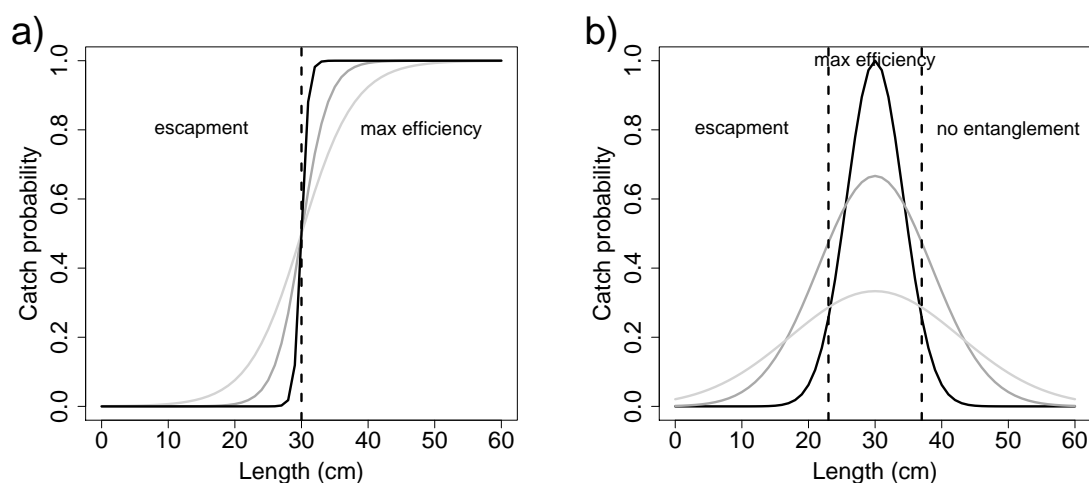 a)
Catch probability
1.0
0.8
0.6
0.4
0.2
0.0
escapment
max efficiency
0 10 20 30 40 50 60
Length (cm)
b)
Catch probability
1.0
0.8
0.6
0.4
0.2
0.0
max efficiency
escapment
no entanglement
0 10 20 30 40 50 60
Length (cm)